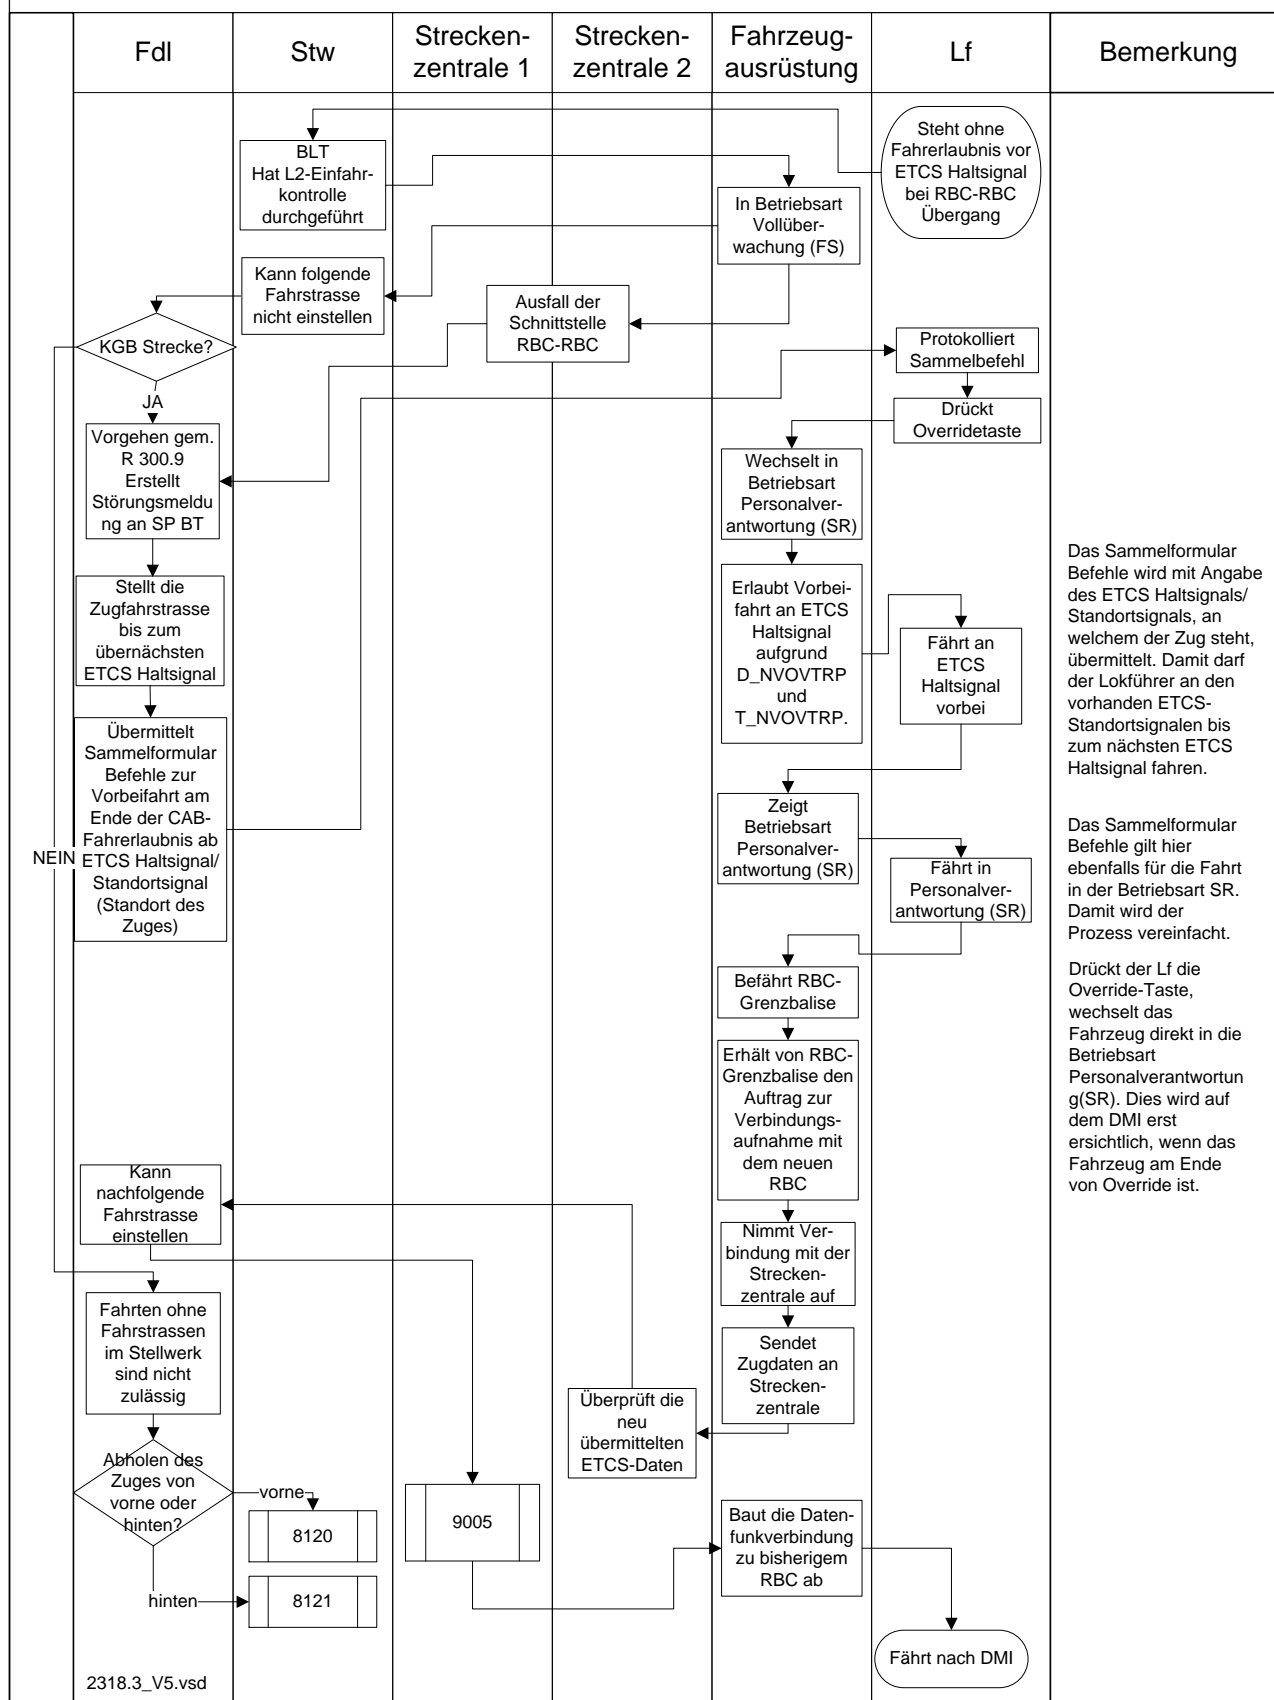 Fdl
Stw
Strecken-
zentrale 1
Strecken-
zentrale 2
Fahrzeug-
ausrüstung
Lf
Bemerkung
Steht ohne
Fahrerlaubnis vor
ETCS Haltsignal
bei RBC-RBC
Übergang
BLT
Hat L2-Einfahr-
kontrolle
durchgeführt
In Betriebsart
Vollüber-
wachung (FS)
Kann folgende
Fahrstrasse
nicht einstellen
Ausfall der
Schnittstelle
RBC-RBC
KGB Strecke?
JA
NEIN
Vorgehen gem.
R 300.9
Erstellt
Störungsmeldu
ng an SP BT
Stellt die
Zugfahrstrasse
bis zum
übernächsten
ETCS Haltsignal
Übermittelt
Sammelformular
Befehle zur
Vorbeifahrt am
Ende der CAB-
Fahrerlaubnis ab
ETCS Haltsignal/
Standortsignal
(Standort des
Zuges)
Protokolliert
Sammelbefehl
Drückt
Overridetaste
Wechselt in
Betriebsart
Personalver-
antwortung (SR)
Erlaubt Vorbei-
fahrt an ETCS
Haltsignal
aufgrund
D_NVOVTRP
und
T_NVOVTRP.
Fährt an
ETCS
Haltsignal
vorbei
Zeigt
Betriebsart
Personalver-
antwortung (SR)
Fährt in
Personalver-
antwortung (SR)
Befährt RBC-
Grenzbalise
Erhält von RBC-
Grenzbalise den
Auftrag zur
Verbindungs-
aufnahme mit
dem neuen
RBC
Nimmt Ver-
bindung mit der
Strecken-
zentrale auf
Sendet
Zugdaten an
Strecken-
zentrale
Überprüft die
neu
übermittelten
ETCS-Daten
Kann
nachfolgende
Fahrstrasse
einstellen
Fahrten ohne
Fahrstrassen
im Stellwerk
sind nicht
zulässig
Abholen des
Zuges von
vorne oder
hinten?
vorne
8120
hinten
8121
9005
Baut die Daten-
funkverbindung
zu bisherigem
RBC ab
Fährt nach DMI
Das Sammelformular
Befehle wird mit Angabe
des ETCS Haltsignals/
Standortsignals, an
welchem der Zug steht,
übermittelt. Damit darf
der Lokführer an den
vorhanden ETCS-
Standortsignalen bis
zum nächsten ETCS
Haltsignal fahren.
Das Sammelformular
Befehle gilt hier
ebenfalls für die Fahrt
in der Betriebsart SR.
Damit wird der
Prozess vereinfacht.
Drückt der Lf die
Override-Taste,
wechselt das
Fahrzeug direkt in die
Betriebsart
Personalverantwortun
g(SR). Dies wird auf
dem DMI erst
ersichtlich, wenn das
Fahrzeug am Ende
von Override ist.
2318.3_V5.vsd